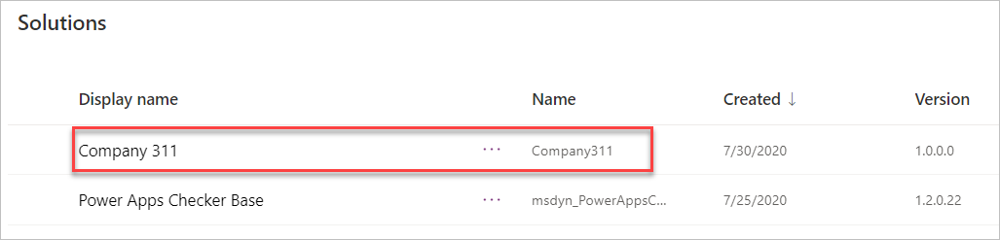 Solutions
Display name Name Created ↓ Version
Company 311 ... Company311 7/30/2020 1.0.0.0
Power Apps Checker Base ... msdyn_PowerAppsC... 7/25/2020 1.2.0.22